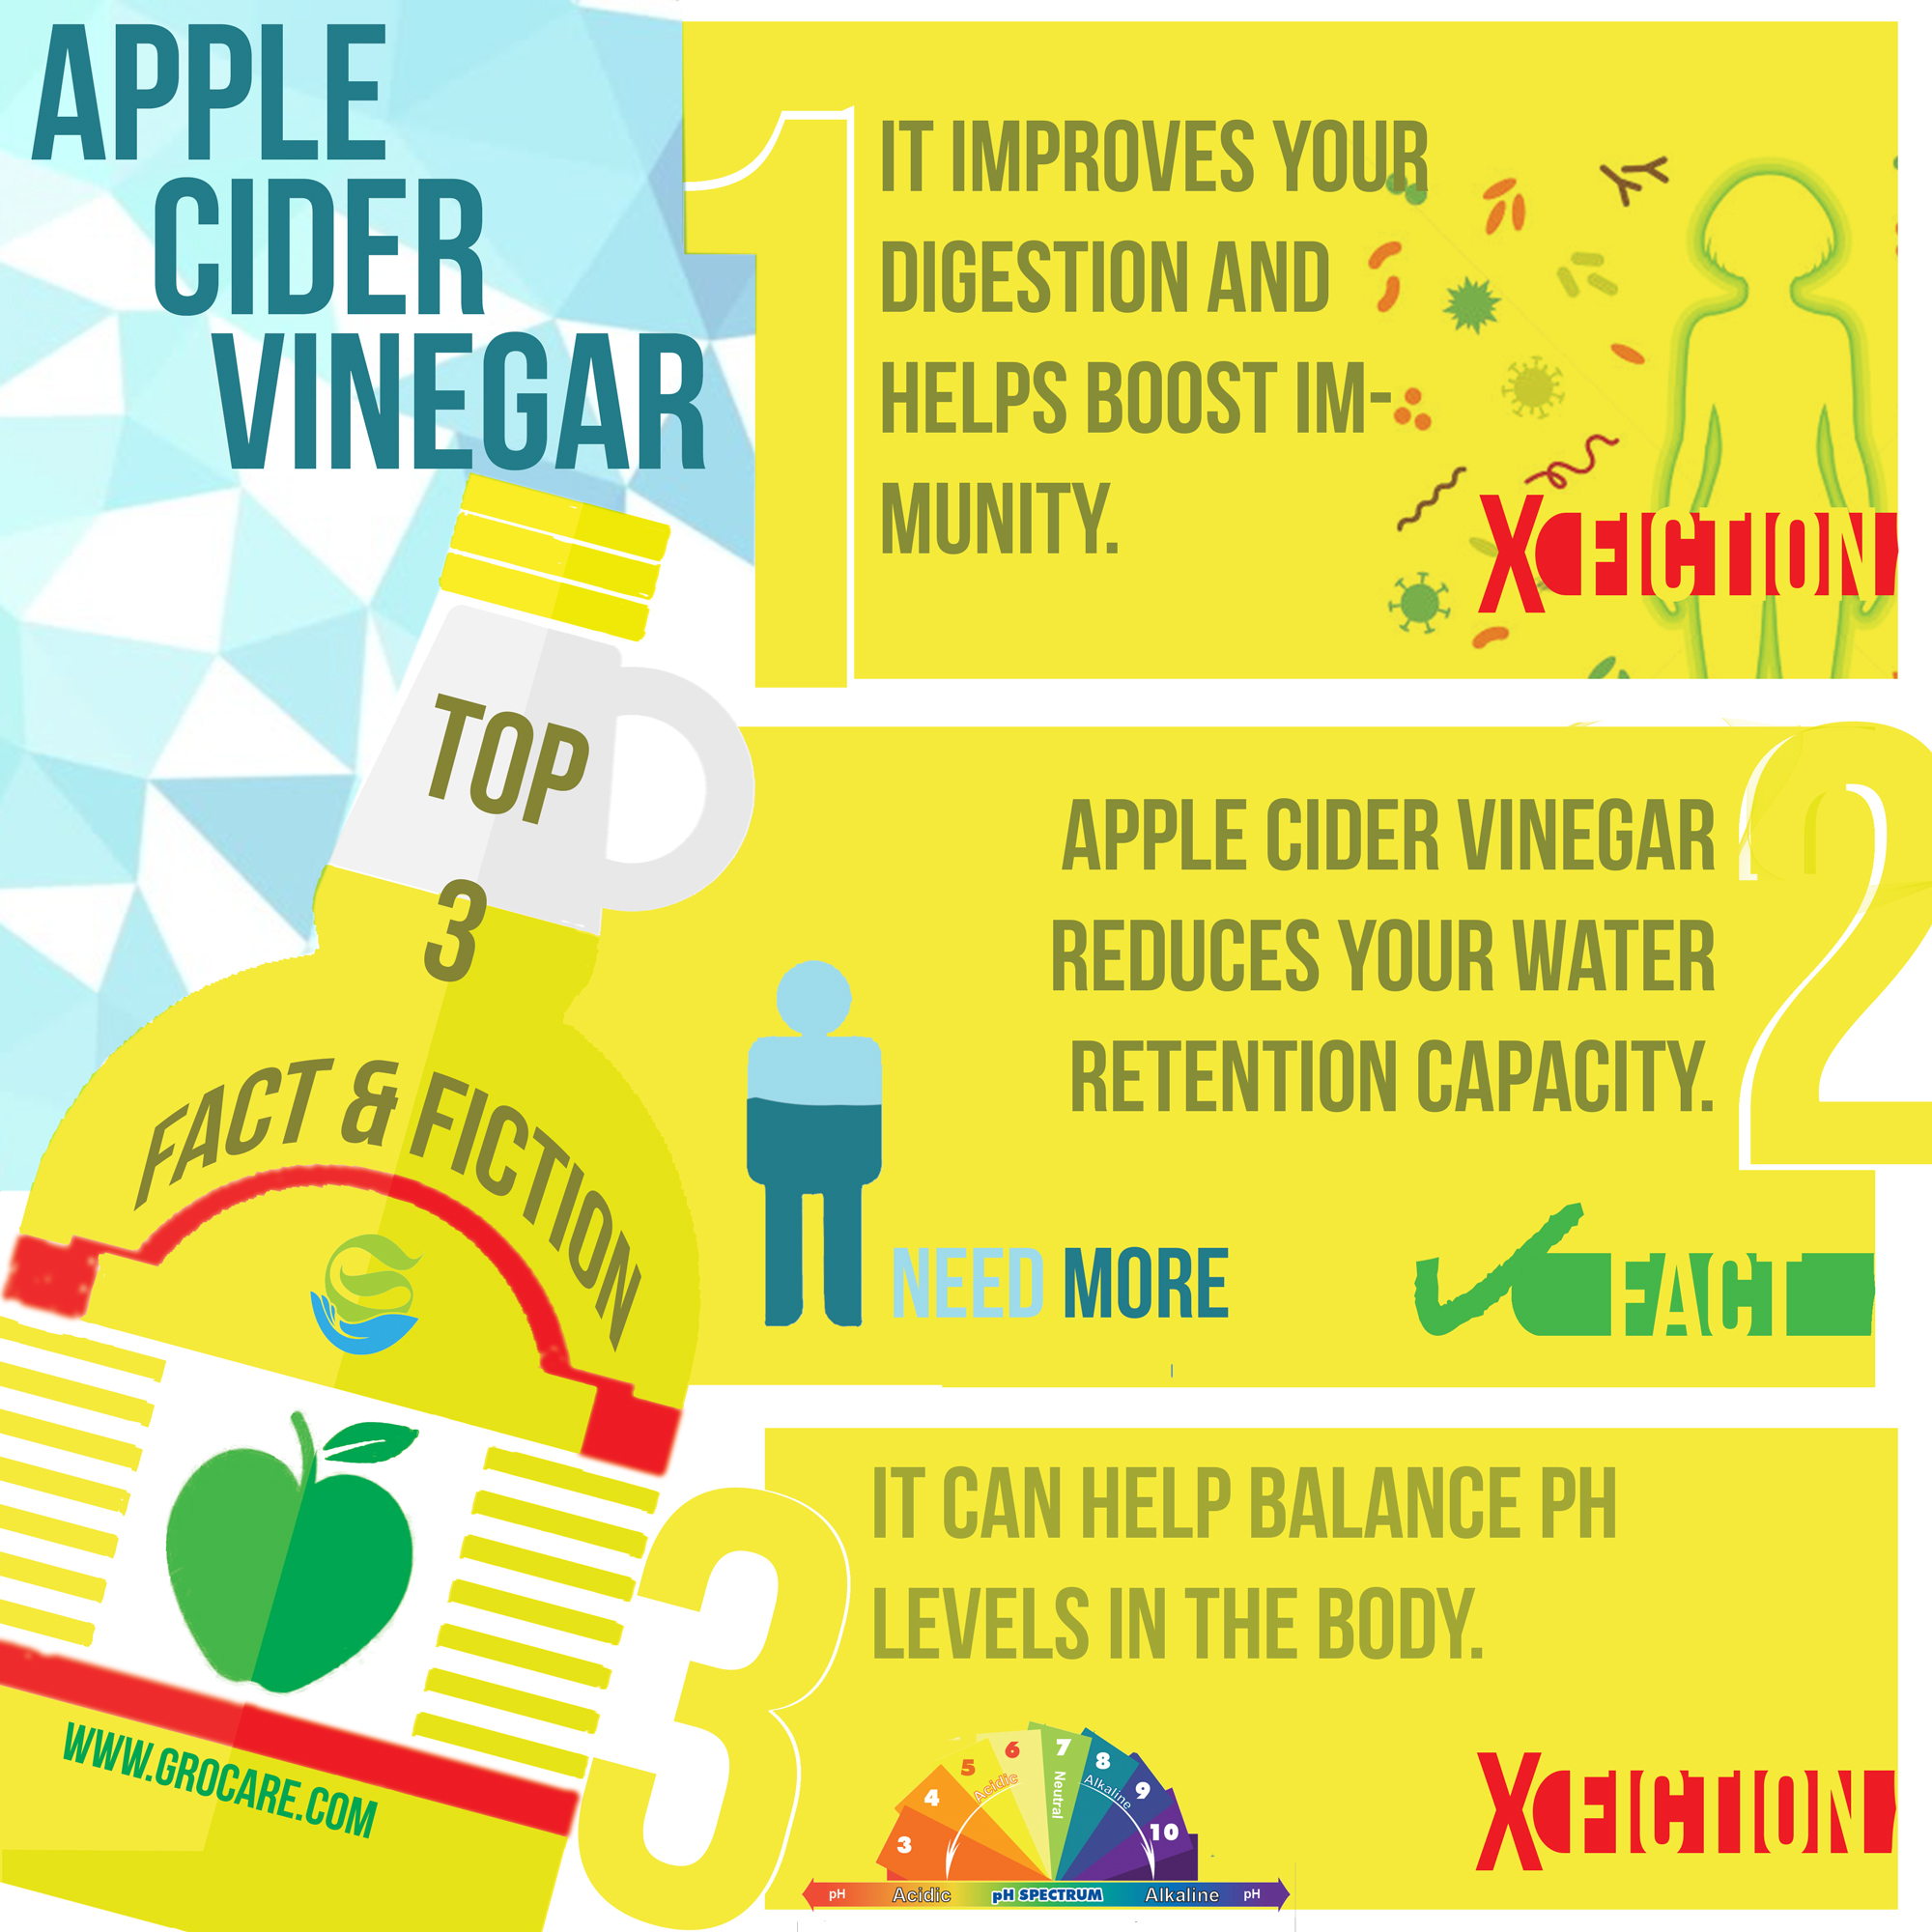 APPLE
CIDER
VINEGAR
TOP
3
FACT & FICTION
WWW.GROCARE.COM
1
IT IMPROVES YOUR
DIGESTION AND
HELPS BOOST IM-
MUNITY.
X FICTION
2
APPLE CIDER VINEGAR
REDUCES YOUR WATER
RETENTION CAPACITY.
NEED MORE
FACT
3
IT CAN HELP BALANCE PH
LEVELS IN THE BODY.
3 4 5 6 7 8 9 10
Acidic Neutral Alkaline
pH Acidic pH SPECTRUM Alkaline pH
X FICTION